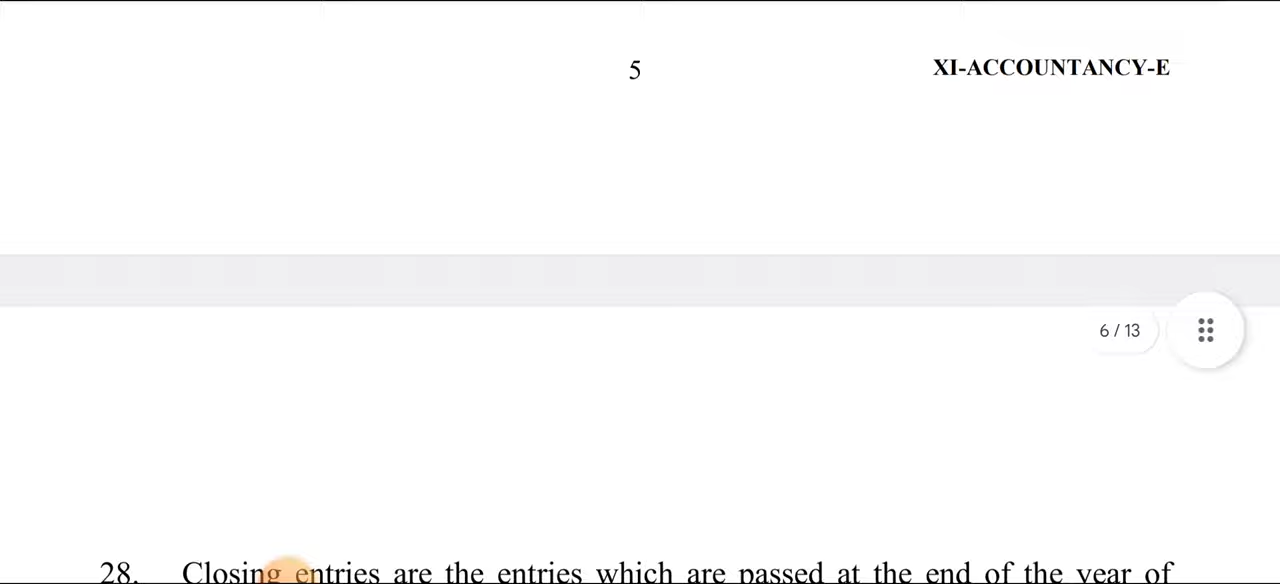 5
XI-ACCOUNTANCY-E
6 / 13
28. Closing entries are the entries which are passed at the end of the year of